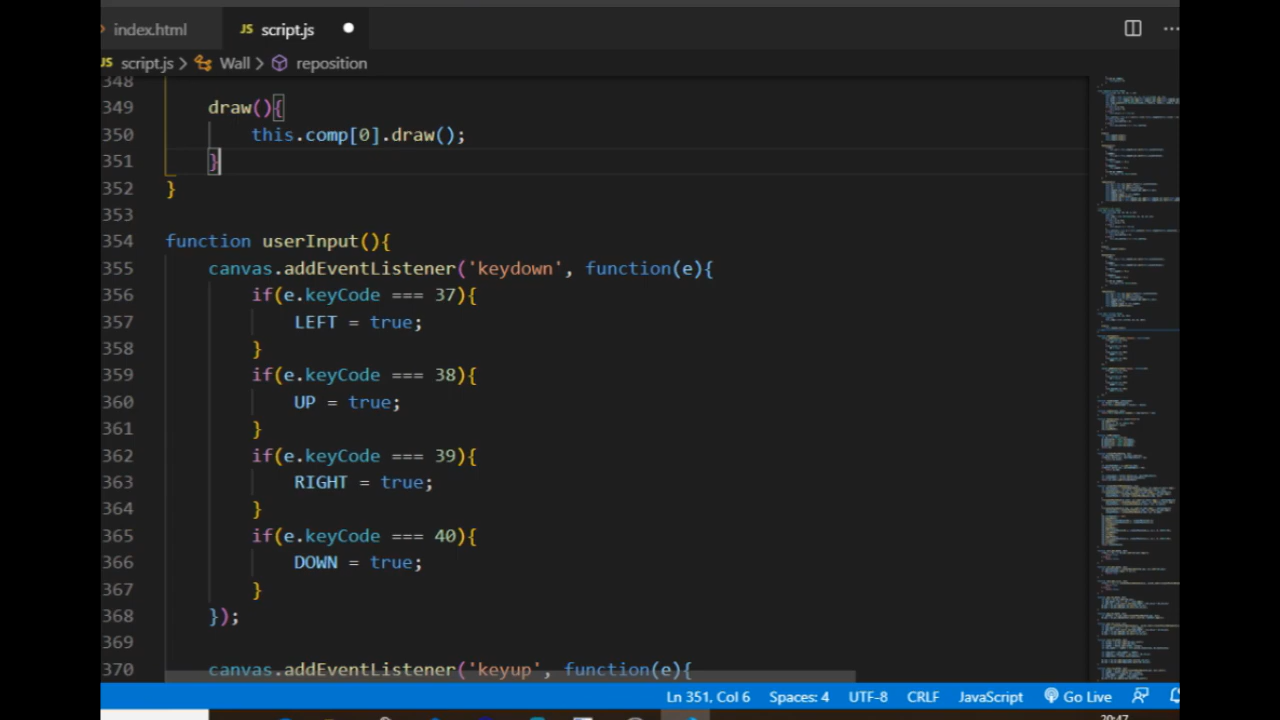 index.html
JS script.js
JS script.js > Wall > reposition
348
349 draw(){
350 this.comp[0].draw();
351 }
352 }
353
354 function userInput(){
355 canvas.addEventListener('keydown', function(e){
356 if(e.keyCode === 37){
357 LEFT = true;
358 }
359 if(e.keyCode === 38){
360 UP = true;
361 }
362 if(e.keyCode === 39){
363 RIGHT = true;
364 }
365 if(e.keyCode === 40){
366 DOWN = true;
367 }
368 });
369
370 canvas.addEventListener('keyup', function(e){
Ln 351, Col 6 Spaces: 4 UTF-8 CRLF JavaScript Go Live